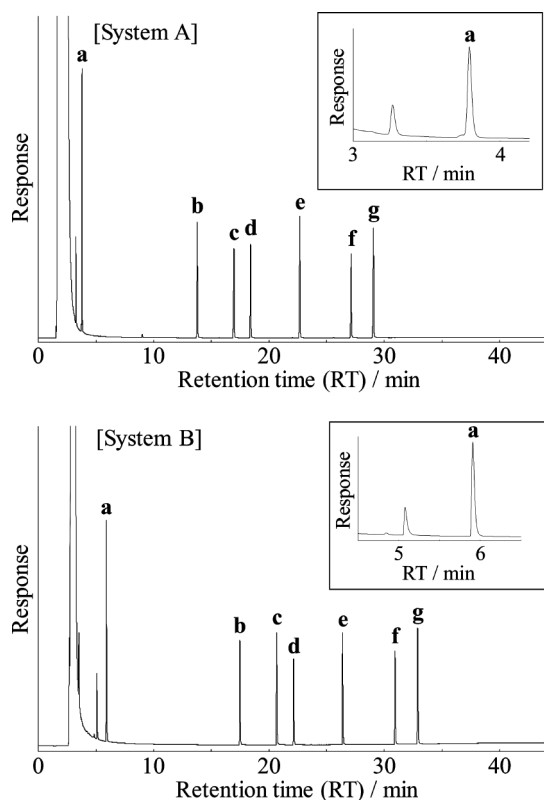 [System A]
a
Response
b
c
d
e
f
g
0
10
20
30
40
Retention time (RT) / min
a
Response
3
4
RT / min
[System B]
a
Response
b
c
d
e
f
g
0
10
20
30
40
Retention time (RT) / min
a
Response
5
6
RT / min